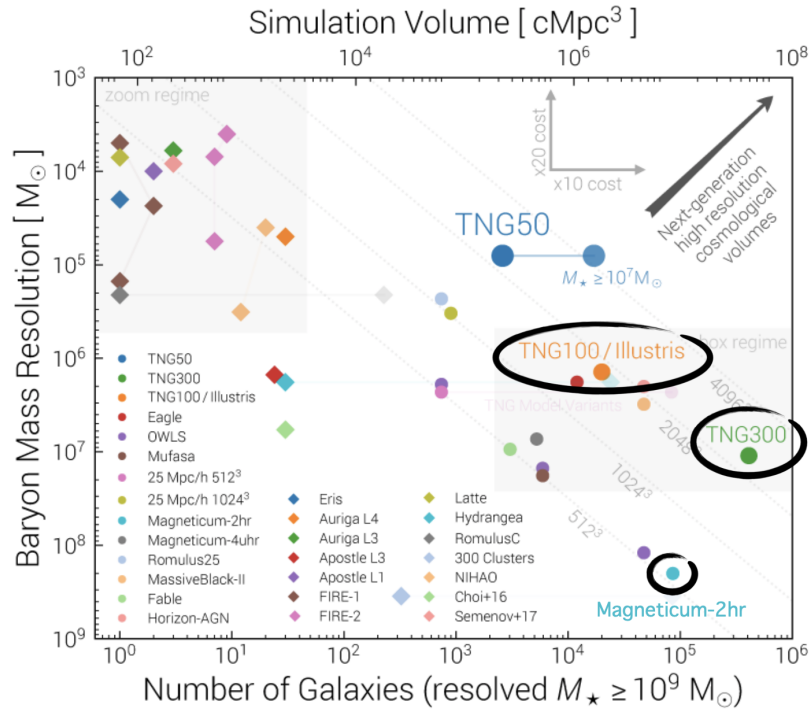 Simulation Volume [ cMpc³ ]
10² 10⁴ 10⁶ 10⁸
10³
10⁴
10⁵
10⁶
10⁷
10⁸
10⁹
Baryon Mass Resolution [ M☉ ]
zoom regime
x20 cost
x10 cost
Next-generation
high resolution
cosmological
volumes
TNG50
M★ ≥10⁷M☉
TNG100 / Illustris
box regime
TNG Model Variants
4096³
2048
1024³
512³
TNG300
Magneticum-2hr
TNG50
TNG300
TNG100 / Illustris
Eagle
OWLS
Mufasa
25 Mpc/h 512³
25 Mpc/h 1024³
Magneticum-2hr
Magneticum-4uhr
Romulus25
MassiveBlack-II
Fable
Horizon-AGN
Eris
Auriga L4
Auriga L3
Apostle L3
Apostle L1
FIRE-1
FIRE-2
Latte
Hydrangea
RomulusC
300 Clusters
NIHAO
Choi+16
Semenov+17
10⁰ 10¹ 10² 10³ 10⁴ 10⁵ 10⁶
Number of Galaxies (resolved M★ ≥ 10⁹ M☉)